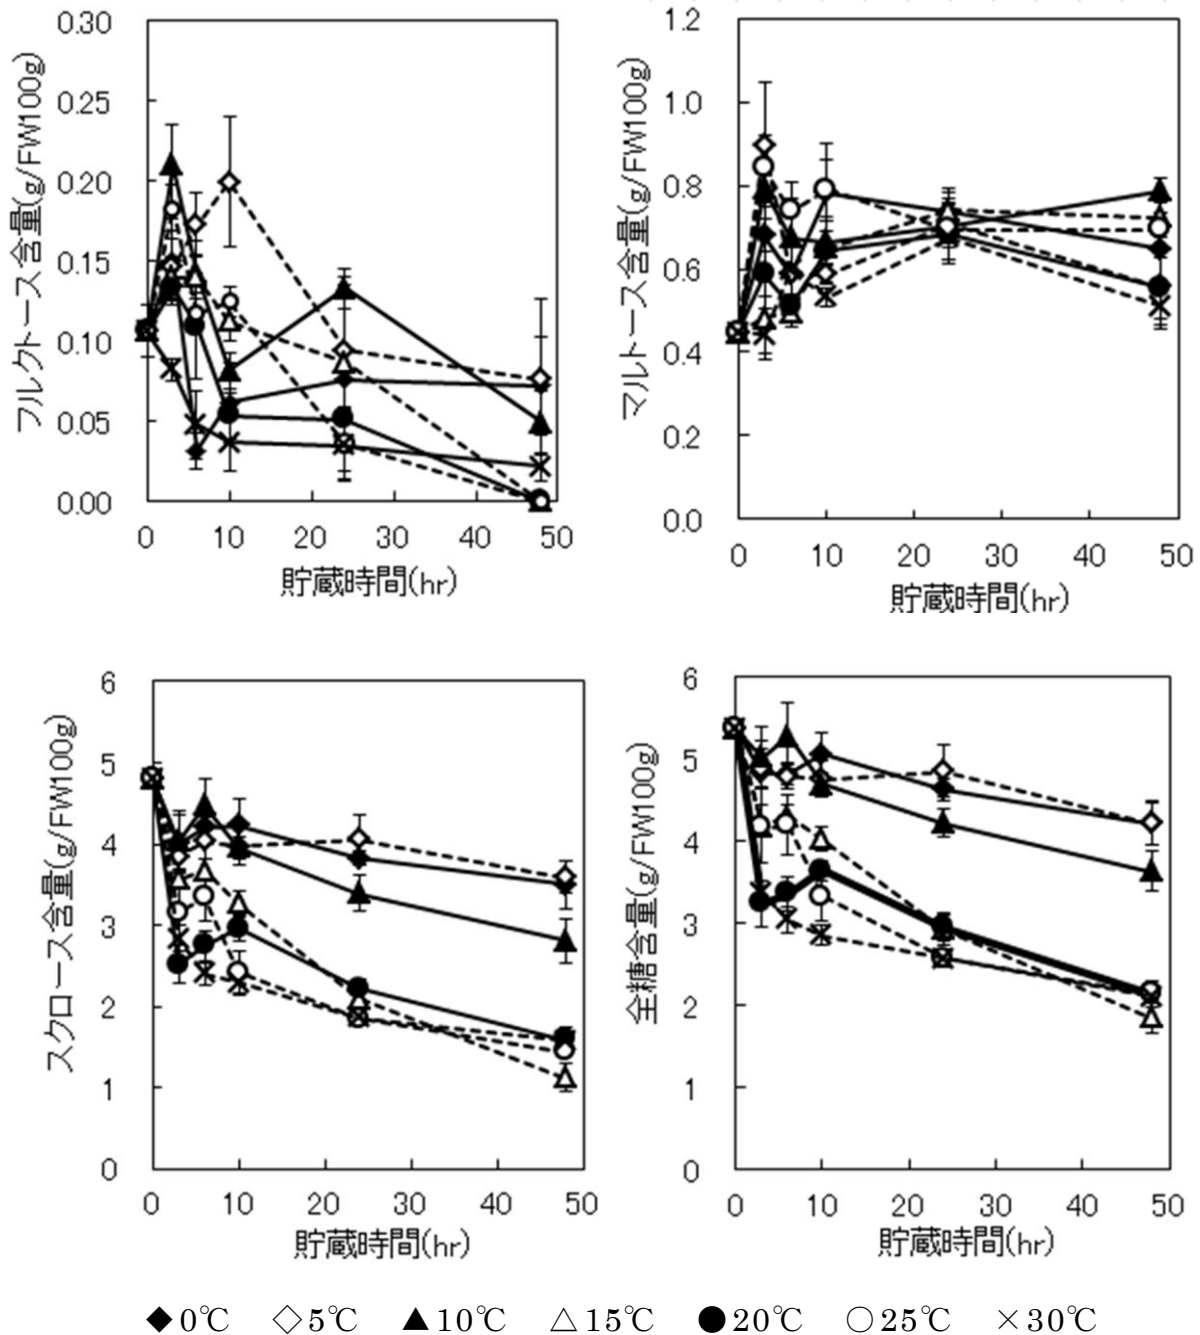 フルクトース含量(g/FW100g)
0.30
0.25
0.20
0.15
0.10
0.05
0.00
0 10 20 30 40 50
貯蔵時間(hr)
マルトース含量(g/FW100g)
1.2
1.0
0.8
0.6
0.4
0.2
0.0
0 10 20 30 40 50
貯蔵時間(hr)
スクロース含量(g/FW100g)
6
5
4
3
2
1
0
0 10 20 30 40 50
貯蔵時間(hr)
全糖含量(g/FW100g)
6
5
4
3
2
1
0
0 10 20 30 40 50
貯蔵時間(hr)
0℃ 5℃ 10℃ 15℃ 20℃ 25℃ 30℃